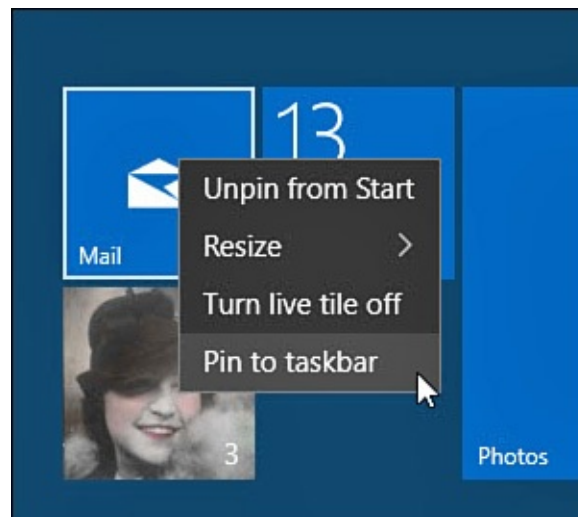 13
Unpin from Start
Mail
Resize
Turn live tile off
Pin to taskbar
3
Photos